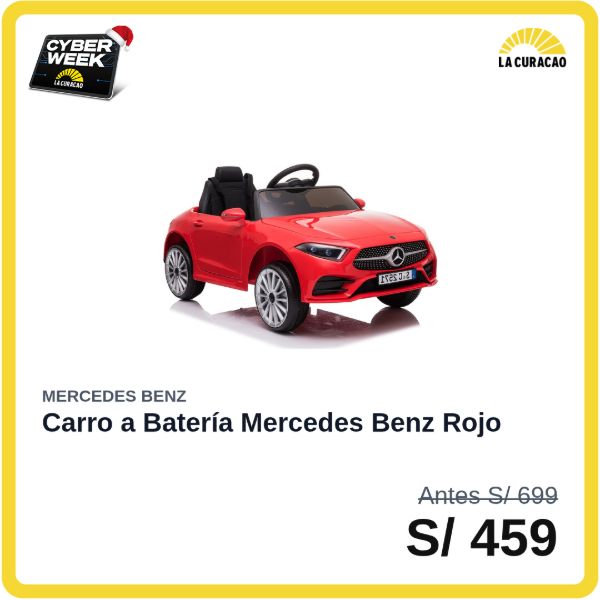 CYBER
WEEK
LA CURACAO
LA CURACAO
MERCEDES BENZ
Carro a Batería Mercedes Benz Rojo
Antes S/ 699
S/ 459